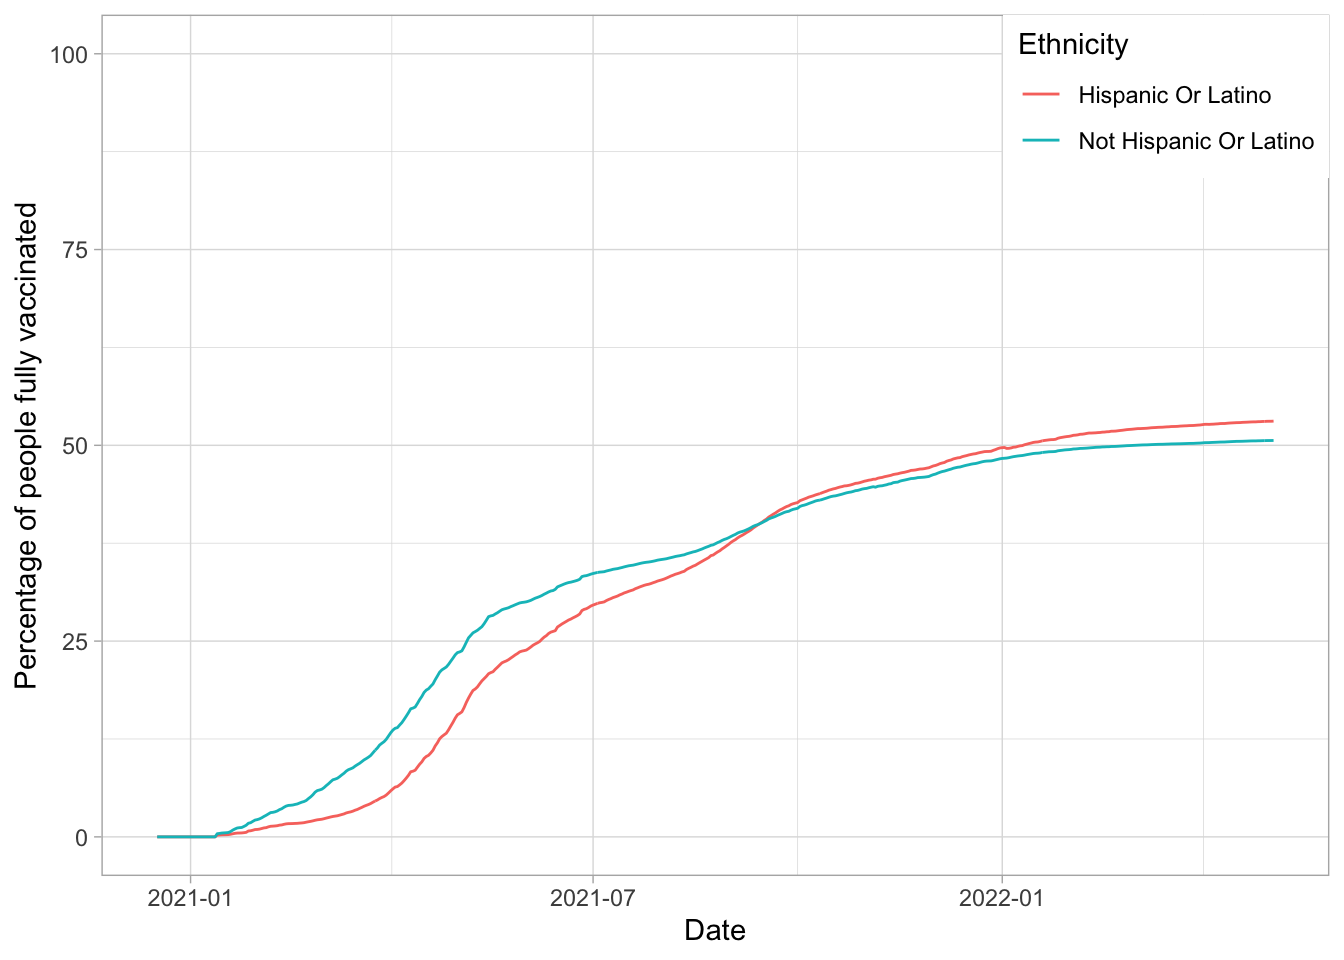 Ethnicity
Hispanic Or Latino
Not Hispanic Or Latino
Percentage of people fully vaccinated
100
75
50
25
0
2021-01
2021-07
2022-01
Date